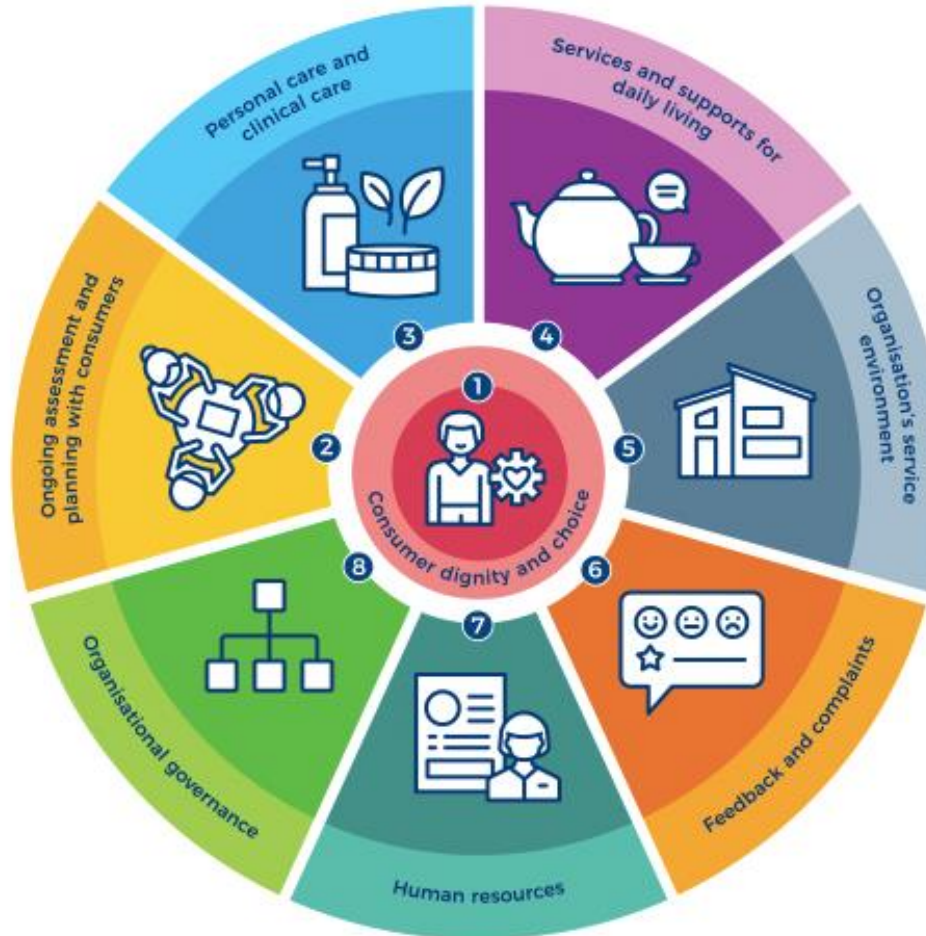 1
Consumer dignity and choice
2
Ongoing assessment and
planning with consumers
3
Personal care and
clinical care
4
Services and supports for
daily living
5
Organisation's service
environment
6
Feedback and complaints
7
Human resources
8
Organisational governance